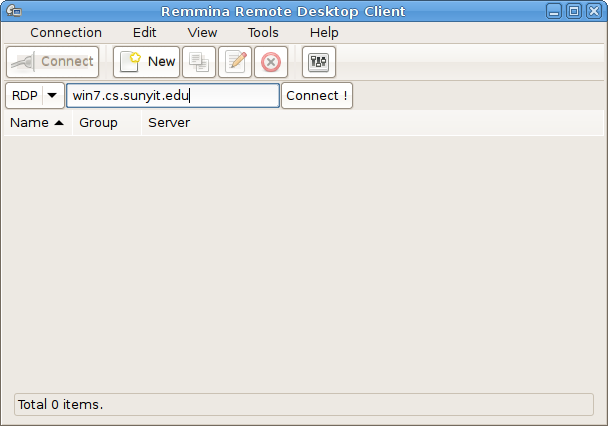 Remmina Remote Desktop Client
Connection Edit View Tools Help
Connect New
RDP win7.cs.sunyit.edu Connect !
Name Group Server
Total 0 items.